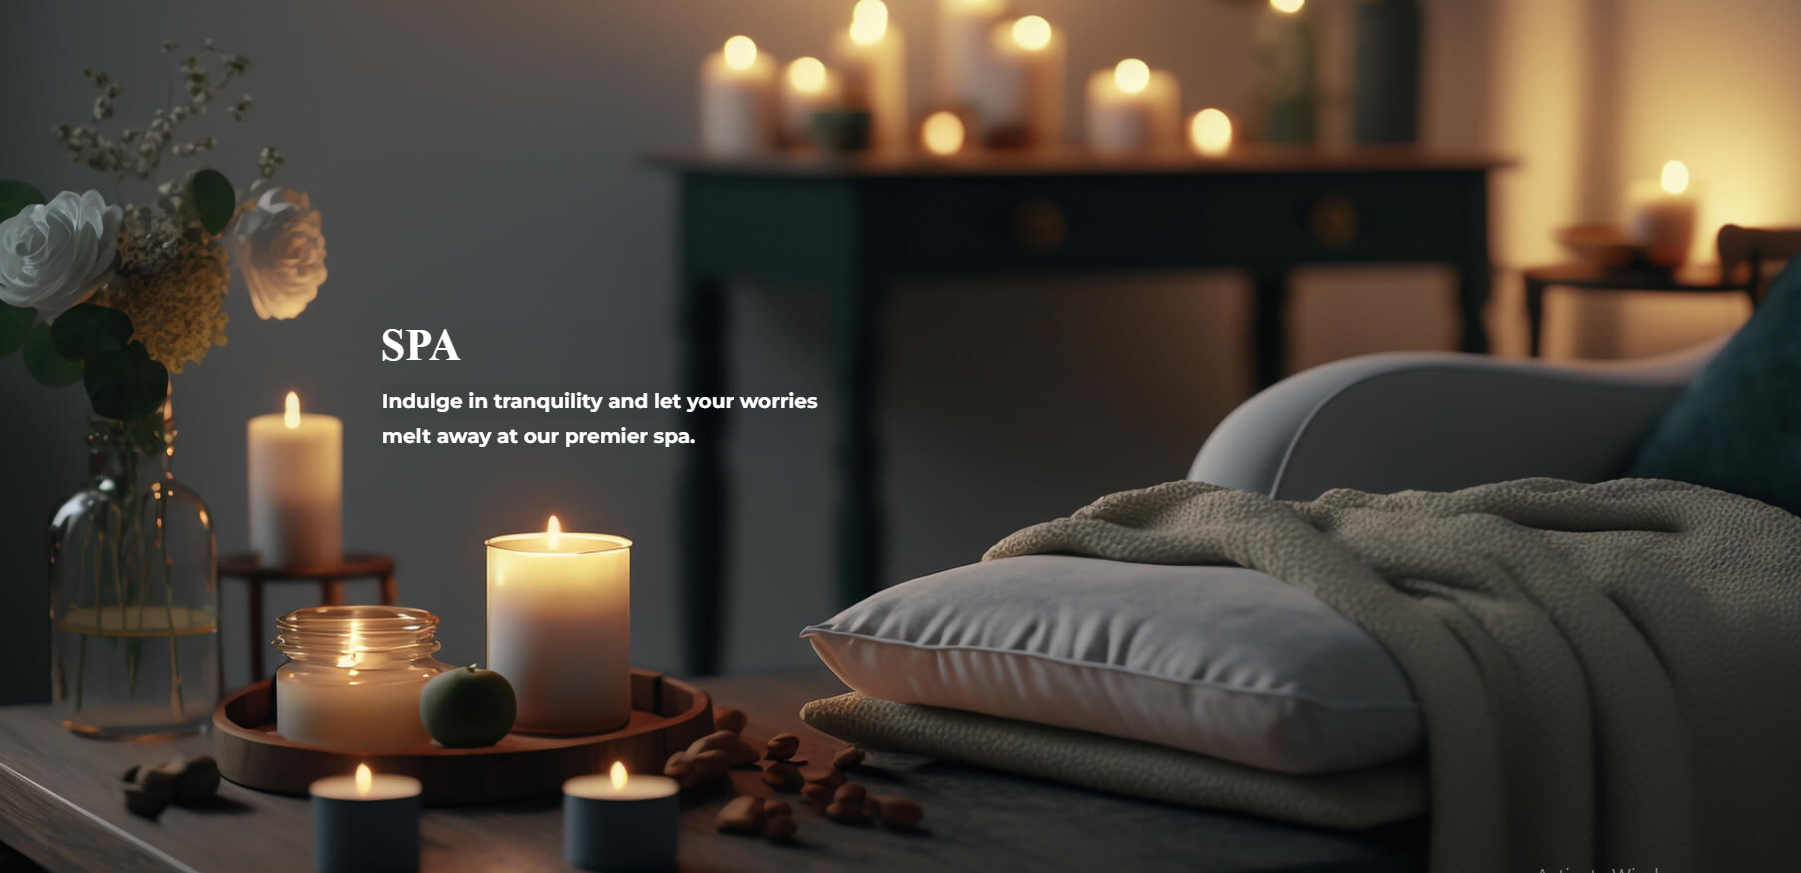 SPA
Indulge in tranquility and let your worries
melt away at our premier spa.